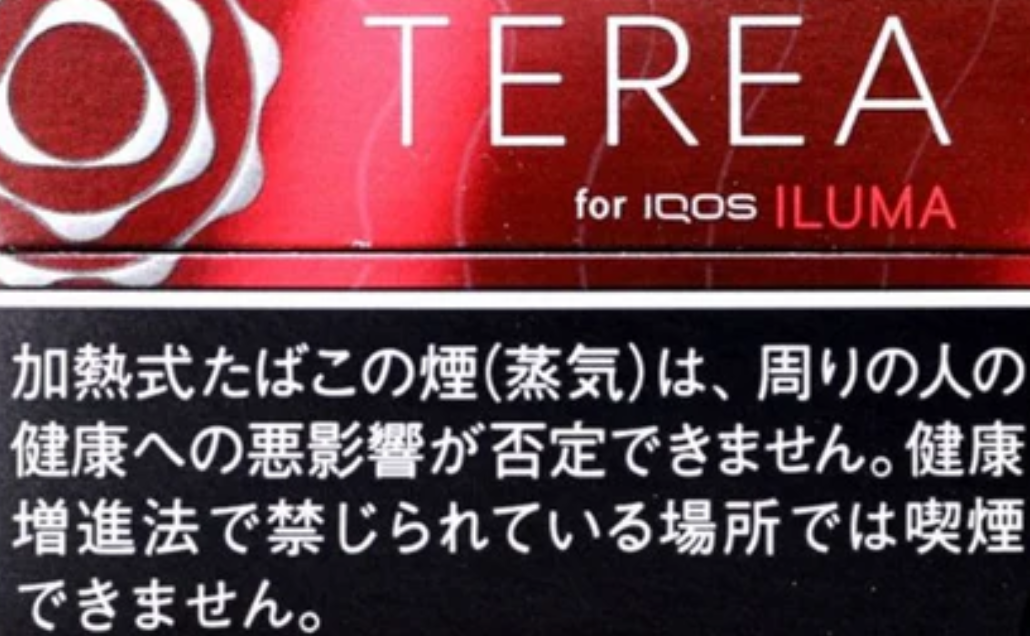 TEREA
for IQOS ILUMA
加熱式たばこの煙(蒸気)は、周りの人の
健康への悪影響が否定できません。健康
増進法で禁じられている場所では喫煙
できません。